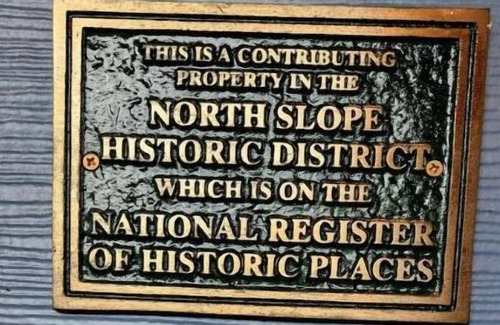 THIS IS A CONTRIBUTING
PROPERTY IN THE
NORTH SLOPE
HISTORIC DISTRICT
WHICH IS ON THE
NATIONAL REGISTER
OF HISTORIC PLACES